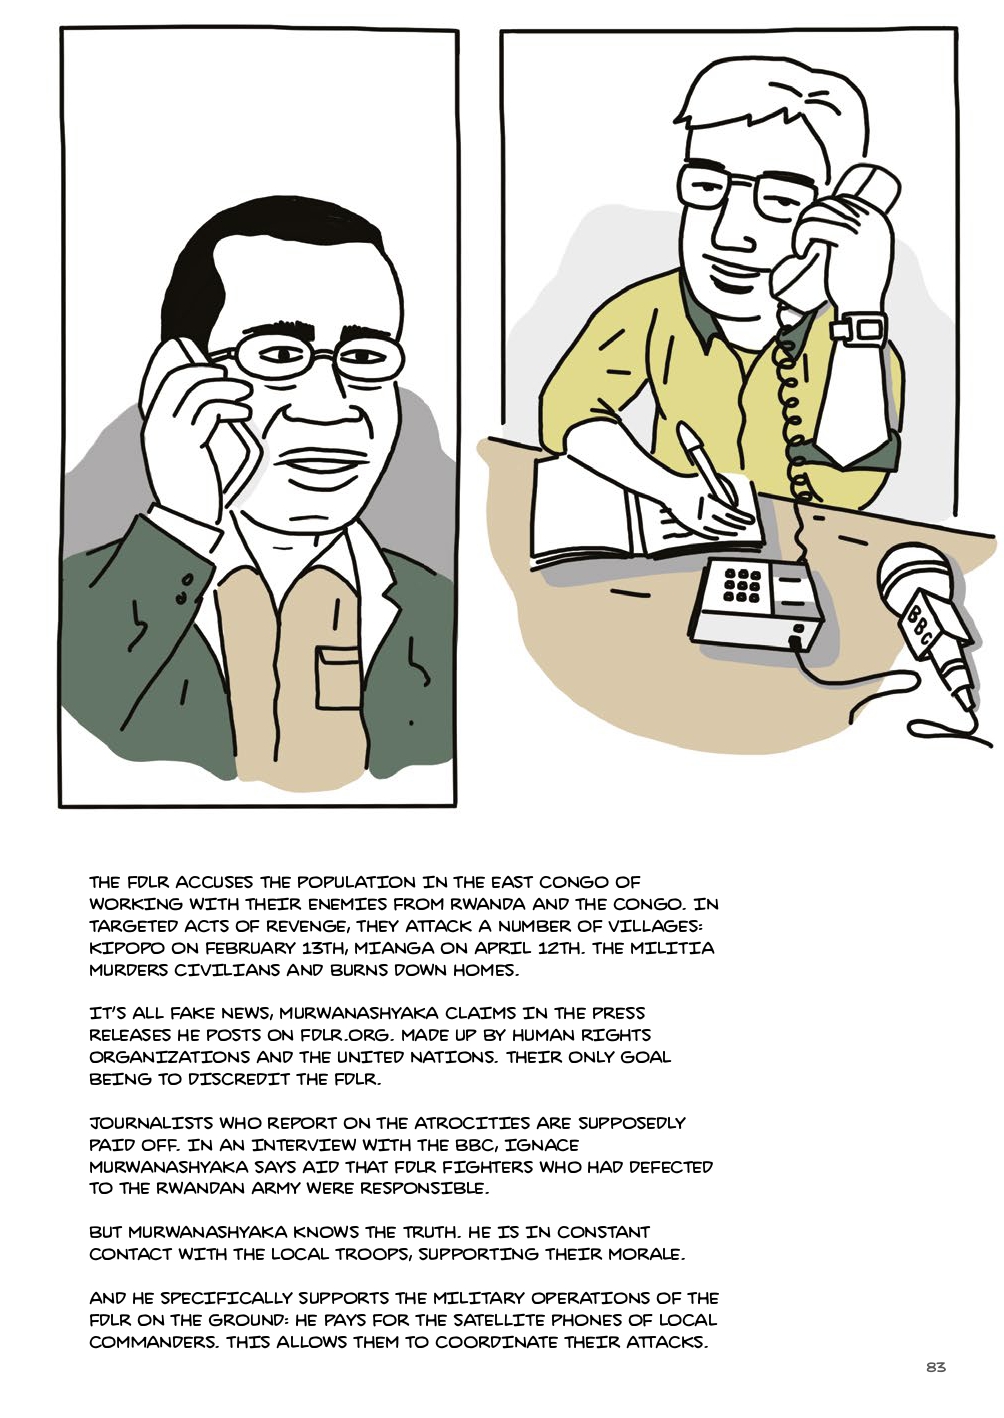 BBC
THE FDLR ACCUSES THE POPULATION IN THE EAST CONGO OF
WORKING WITH THEIR ENEMIES FROM RWANDA AND THE CONGO. IN
TARGETED ACTS OF REVENGE, THEY ATTACK A NUMBER OF VILLAGES:
KIPOPO ON FEBRUARY 13TH, MIANGA ON APRIL 12TH. THE MILITIA
MURDERS CIVILIANS AND BURNS DOWN HOMES.
IT'S ALL FAKE NEWS, MURWANASHYAKA CLAIMS IN THE PRESS
RELEASES HE POSTS ON FDLR.ORG. MADE UP BY HUMAN RIGHTS
ORGANIZATIONS AND THE UNITED NATIONS. THEIR ONLY GOAL
BEING TO DISCREDIT THE FDLR.
JOURNALISTS WHO REPORT ON THE ATROCITIES ARE SUPPOSEDLY
PAID OFF. IN AN INTERVIEW WITH THE BBC, IGNACE
MURWANASHYAKA SAYS AID THAT FDLR FIGHTERS WHO HAD DEFECTED
TO THE RWANDAN ARMY WERE RESPONSIBLE.
BUT MURWANASHYAKA KNOWS THE TRUTH. HE IS IN CONSTANT
CONTACT WITH THE LOCAL TROOPS, SUPPORTING THEIR MORALE.
AND HE SPECIFICALLY SUPPORTS THE MILITARY OPERATIONS OF THE
FDLR ON THE GROUND: HE PAYS FOR THE SATELLITE PHONES OF LOCAL
COMMANDERS. THIS ALLOWS THEM TO COORDINATE THEIR ATTACKS.
83